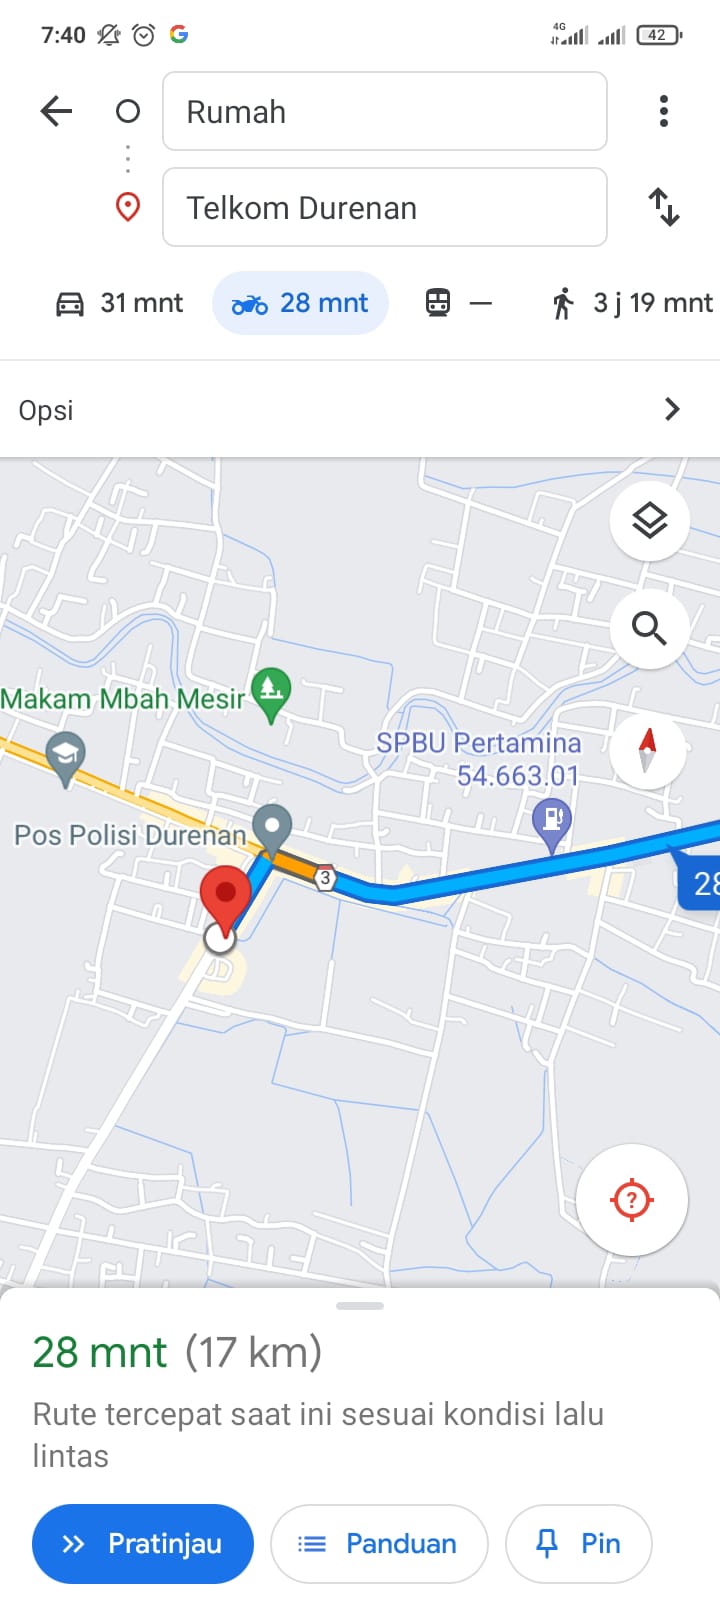 7:40
4G
42
Rumah
Telkom Durenan
31 mnt
28 mnt
—
3 j 19 mnt
Opsi
Makam Mbah Mesir
SPBU Pertamina
54.663.01
Pos Polisi Durenan
3
28
28 mnt (17 km)
Rute tercepat saat ini sesuai kondisi lalu
lintas
Pratinjau
Panduan
Pin